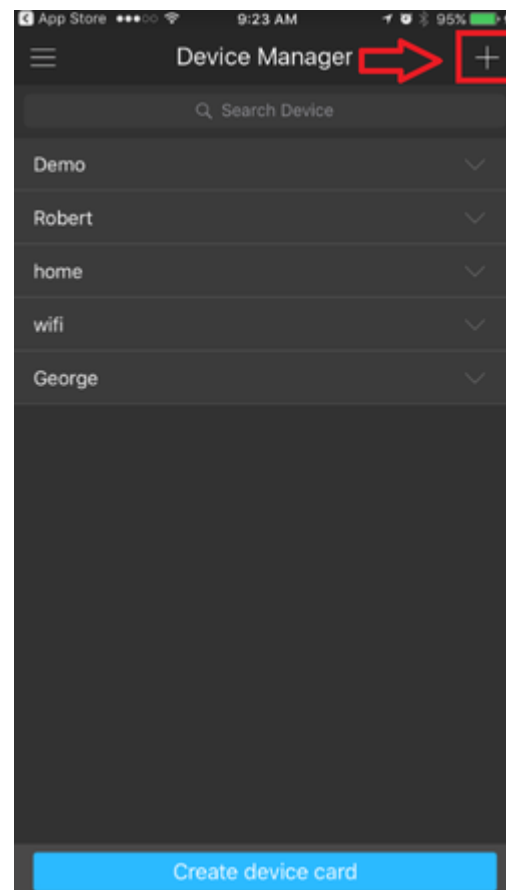 App Store 9:23 AM 95%
Device Manager
Search Device
Demo
Robert
home
wifi
George
Create device card